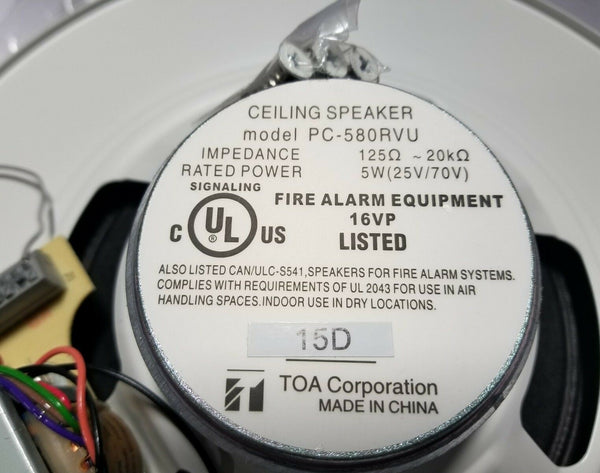 CEILING SPEAKER
model PC-580RVU
IMPEDANCE 125Ω ~20kΩ
RATED POWER 5W(25V/70V)
SIGNALING
C UL ® US
FIRE ALARM EQUIPMENT
16VP
LISTED
ALSO LISTED CAN/ULC-S541,SPEAKERS FOR FIRE ALARM SYSTEMS.
COMPLIES WITH REQUIREMENTS OF UL 2043 FOR USE IN AIR
HANDLING SPACES.INDOOR USE IN DRY LOCATIONS.
15D
TOA Corporation
MADE IN CHINA